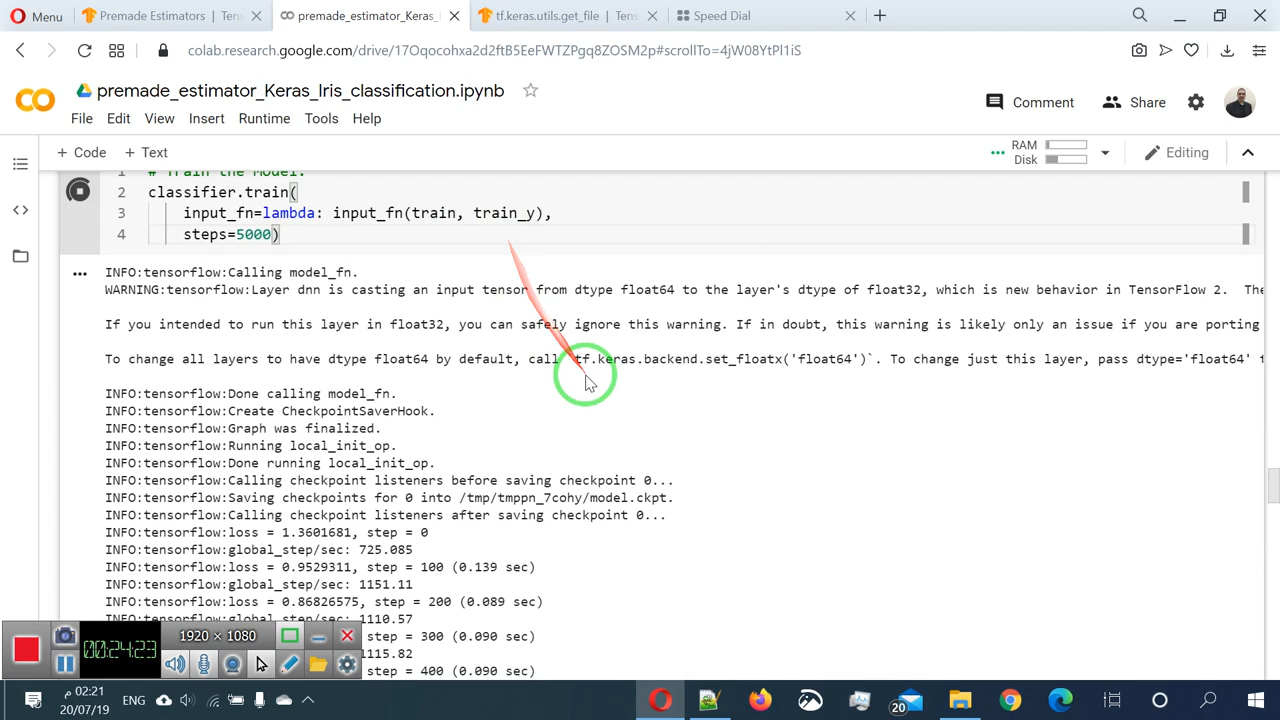 Menu
Premade Estimators | Tens
premade_estimator_Keras_I
tf.keras.utils.get_file | Tens
Speed Dial
colab.research.google.com/drive/17Oqocohxa2d2ftB5EeFWTZPgq8ZOSM2p#scrollTo=4jW08YtPl1iS
CO
premade_estimator_Keras_Iris_classification.ipynb
Comment
Share
File Edit View Insert Runtime Tools Help
+ Code + Text
RAM
Disk
Editing
1 # Train the Model.
2 classifier.train(
3 input_fn=lambda: input_fn(train, train_y),
4 steps=5000)
INFO:tensorflow:Calling model_fn.
WARNING:tensorflow:Layer dnn is casting an input tensor from dtype float64 to the layer's dtype of float32, which is new behavior in TensorFlow 2. The
If you intended to run this layer in float32, you can safely ignore this warning. If in doubt, this warning is likely only an issue if you are porting
To change all layers to have dtype float64 by default, call `tf.keras.backend.set_floatx('float64')`. To change just this layer, pass dtype='float64' t
INFO:tensorflow:Done calling model_fn.
INFO:tensorflow:Create CheckpointSaverHook.
INFO:tensorflow:Graph was finalized.
INFO:tensorflow:Running local_init_op.
INFO:tensorflow:Done running local_init_op.
INFO:tensorflow:Calling checkpoint listeners before saving checkpoint 0...
INFO:tensorflow:Saving checkpoints for 0 into /tmp/tmppn_7cohy/model.ckpt.
INFO:tensorflow:Calling checkpoint listeners after saving checkpoint 0...
INFO:tensorflow:loss = 1.3601681, step = 0
INFO:tensorflow:global_step/sec: 725.085
INFO:tensorflow:loss = 0.9529311, step = 100 (0.139 sec)
INFO:tensorflow:global_step/sec: 1151.11
INFO:tensorflow:loss = 0.86826575, step = 200 (0.089 sec)
INFO:tensorflow:global_step/sec: 1110.57
step = 300 (0.090 sec)
1115.82
step = 400 (0.090 sec)
00:24:23
1920 × 1080
02:21 م
ENG
20/07/19
20